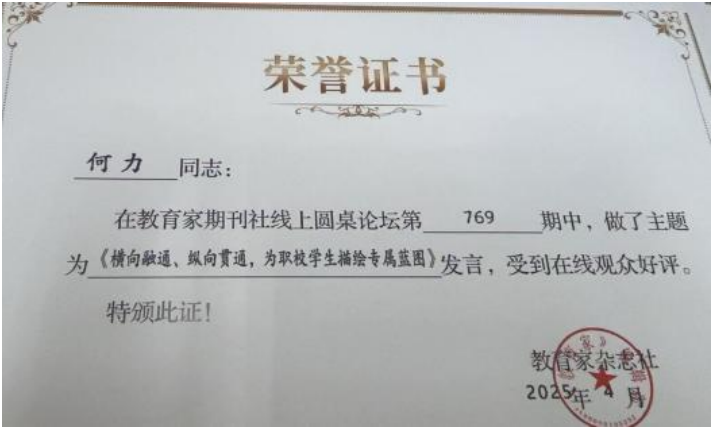 荣誉证书
何力 同志：
在教育家期刊社线上圆桌论坛第 769 期中，做了主题
为《横向融通、纵向贯通，为职校学生描绘专属蓝图》发言，受到在线观众好评。
特颁此证！
教育家杂志社
2025年 4 月